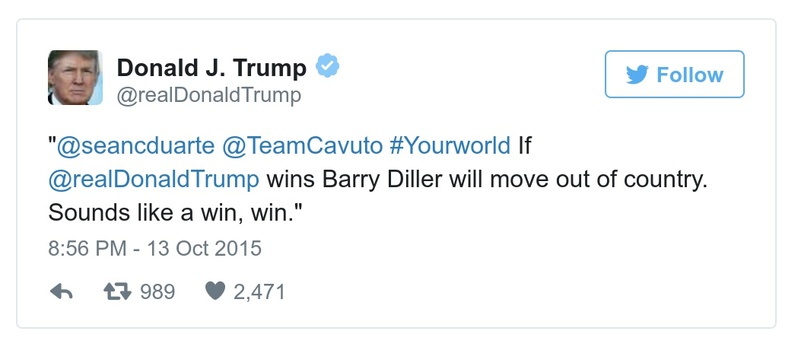 Donald J. Trump
@realDonaldTrump
Follow
"@seancduarte @TeamCavuto #Yourworld If
@realDonaldTrump wins Barry Diller will move out of country.
Sounds like a win, win."
8:56 PM - 13 Oct 2015
989 2,471